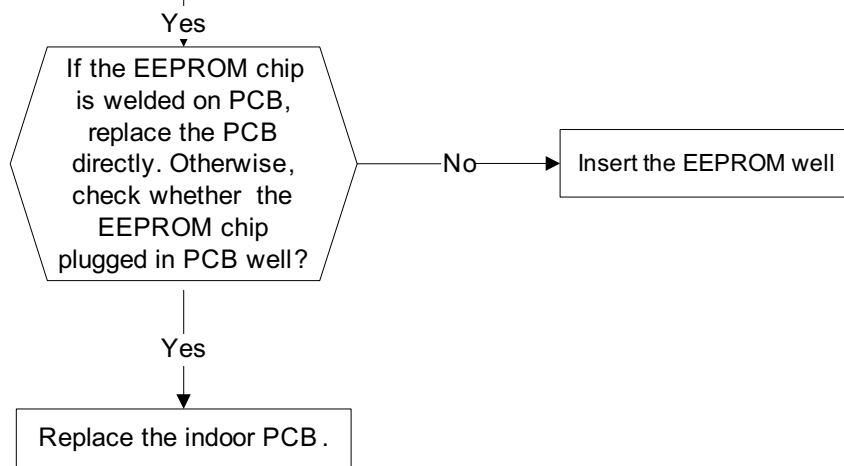 Yes
If the EEPROM chip
is welded on PCB,
replace the PCB
directly. Otherwise,
check whether the
EEPROM chip
plugged in PCB well?
No
Insert the EEPROM well
Yes
Replace the indoor PCB.